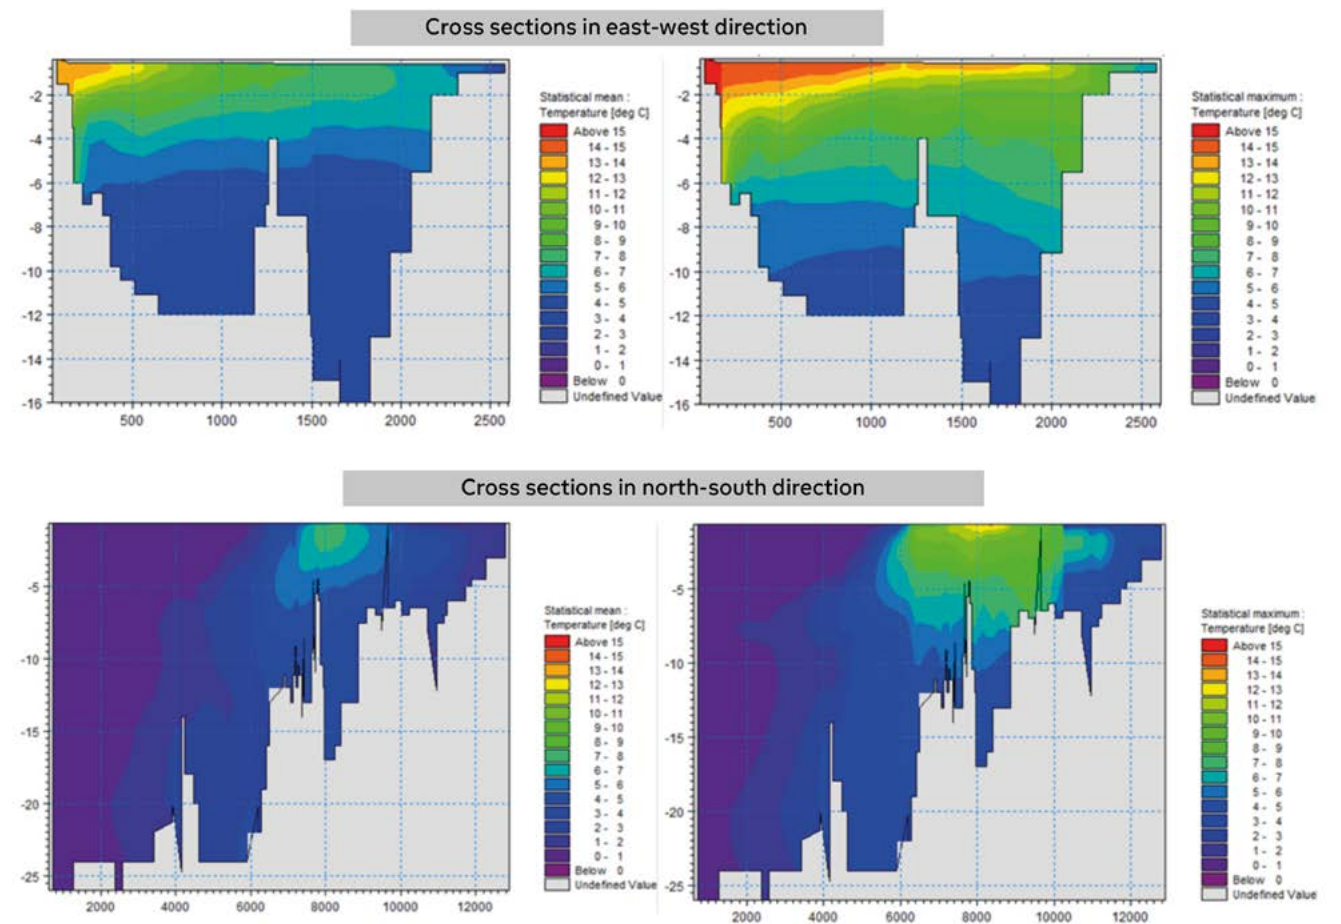 Cross sections in east-west direction
-2
-4
-6
-8
-10
-12
-14
-16
500
1000
1500
2000
2500
Statistical mean :
Temperature [deg C]
Above 15
14 - 15
13 - 14
12 - 13
11 - 12
10 - 11
9 - 10
8 - 9
7 - 8
6 - 7
5 - 6
4 - 5
3 - 4
2 - 3
1 - 2
0 - 1
Below 0
Undefined Value
-2
-4
-6
-8
-10
-12
-14
-16
500
1000
1500
2000
2500
Statistical maximum :
Temperature [deg C]
Above 15
14 - 15
13 - 14
12 - 13
11 - 12
10 - 11
9 - 10
8 - 9
7 - 8
6 - 7
5 - 6
4 - 5
3 - 4
2 - 3
1 - 2
0 - 1
Below 0
Undefined Value
Cross sections in north-south direction
-5
-10
-15
-20
-25
2000
4000
6000
8000
10000
12000
Statistical mean :
Temperature [deg C]
Above 15
14 - 15
13 - 14
12 - 13
11 - 12
10 - 11
9 - 10
8 - 9
7 - 8
6 - 7
5 - 6
4 - 5
3 - 4
2 - 3
1 - 2
0 - 1
Below 0
Undefined Value
-5
-10
-15
-20
-25
2000
4000
6000
8000
10000
12000
Statistical maximum :
Temperature [deg C]
Above 15
14 - 15
13 - 14
12 - 13
11 - 12
10 - 11
9 - 10
8 - 9
7 - 8
6 - 7
5 - 6
4 - 5
3 - 4
2 - 3
1 - 2
0 - 1
Below 0
Undefined Value